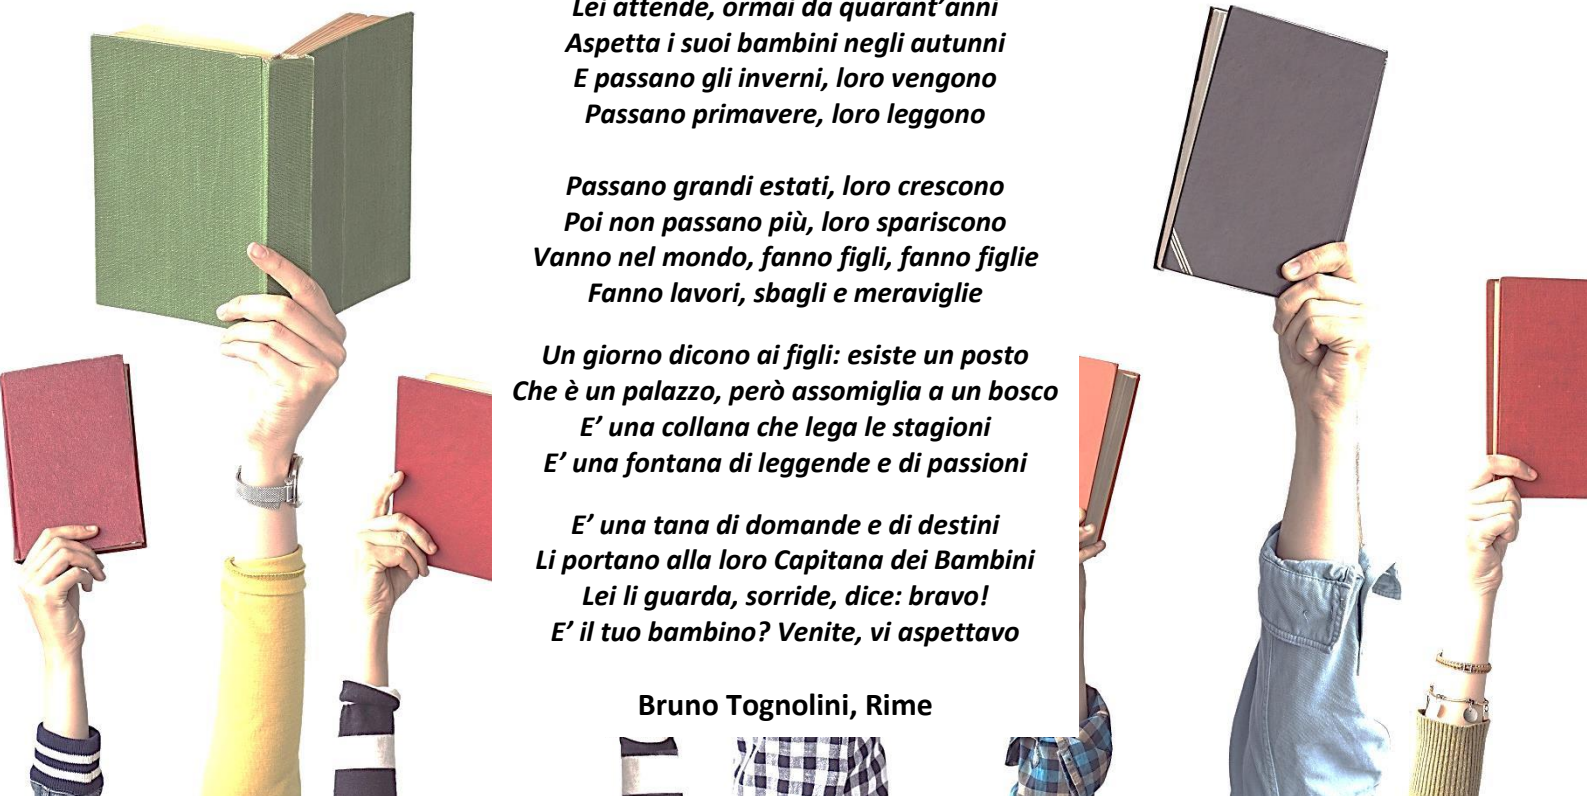 Lei attende, ormai da quarant’anni
Aspetta i suoi bambini negli autunni
E passano gli inverni, loro vengono
Passano primavere, loro leggono
Passano grandi estati, loro crescono
Poi non passano più, loro spariscono
Vanno nel mondo, fanno figli, fanno figlie
Fanno lavori, sbagli e meraviglie
Un giorno dicono ai figli: esiste un posto
Che è un palazzo, però assomiglia a un bosco
E’ una collana che lega le stagioni
E’ una fontana di leggende e di passioni
E’ una tana di domande e di destini
Li portano alla loro Capitana dei Bambini
Lei li guarda, sorride, dice: bravo!
E’ il tuo bambino? Venite, vi aspettavo
Bruno Tognolini, Rime